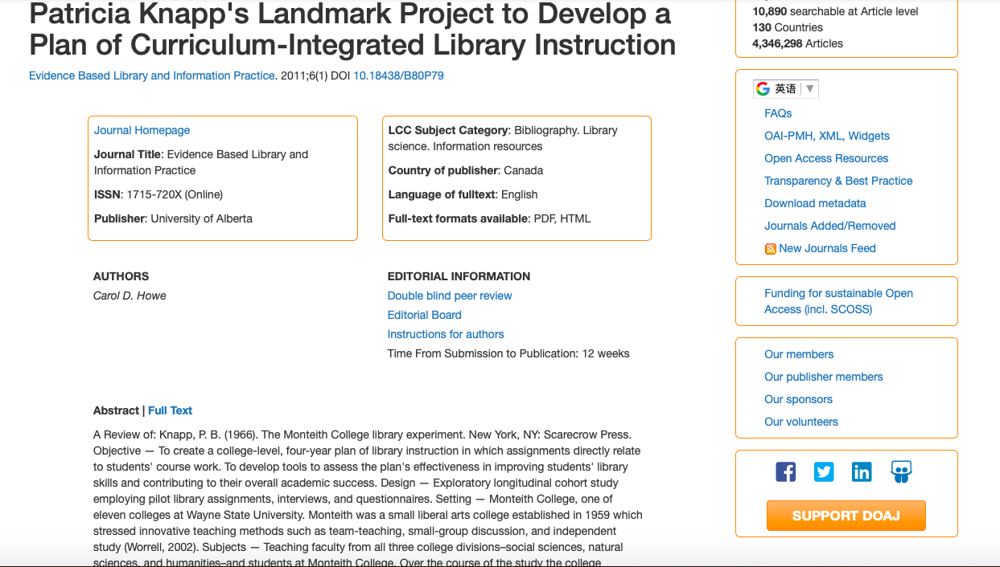 Patricia Knapp's Landmark Project to Develop a
Plan of Curriculum-Integrated Library Instruction
Evidence Based Library and Information Practice. 2011;6(1) DOI 10.18438/B80P79
Journal Homepage
Journal Title: Evidence Based Library and
Information Practice
ISSN: 1715-720X (Online)
Publisher: University of Alberta
LCC Subject Category: Bibliography. Library
science. Information resources
Country of publisher: Canada
Language of fulltext: English
Full-text formats available: PDF, HTML
AUTHORS
Carol D. Howe
EDITORIAL INFORMATION
Double blind peer review
Editorial Board
Instructions for authors
Time From Submission to Publication: 12 weeks
Abstract | Full Text
A Review of: Knapp, P. B. (1966). The Monteith College library experiment. New York, NY: Scarecrow Press.
Objective — To create a college-level, four-year plan of library instruction in which assignments directly relate
to students' course work. To develop tools to assess the plan's effectiveness in improving students' library
skills and contributing to their overall academic success. Design — Exploratory longitudinal cohort study
employing pilot library assignments, interviews, and questionnaires. Setting — Monteith College, one of
eleven colleges at Wayne State University. Monteith was a small liberal arts college established in 1959 which
stressed innovative teaching methods such as team-teaching, small-group discussion, and independent
study (Worrell, 2002). Subjects — Teaching faculty from all three college divisions–social sciences, natural
sciences, and humanities–and students at Monteith College. Over the course of the study the college
10,890 searchable at Article level
130 Countries
4,346,298 Articles
英语
FAQs
OAI-PMH, XML, Widgets
Open Access Resources
Transparency & Best Practice
Download metadata
Journals Added/Removed
New Journals Feed
Funding for sustainable Open
Access (incl. SCOSS)
Our members
Our publisher members
Our sponsors
Our volunteers
SUPPORT DOAJ